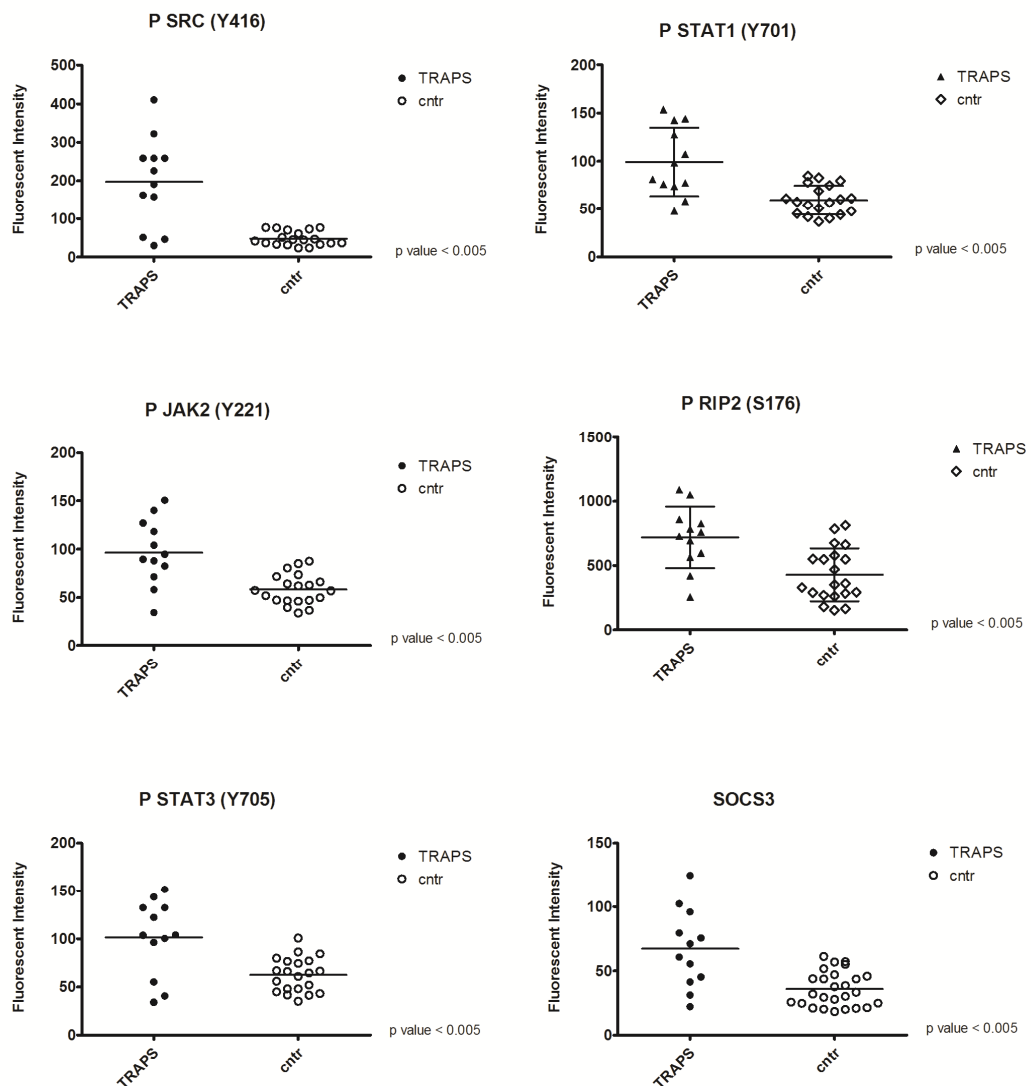 P SRC (Y416)
500
400
300
200
100
0
Fluorescent Intensity
TRAPS
cntr
TRAPS
cntr
p value < 0.005
P STAT1 (Y701)
200
150
100
50
0
Fluorescent Intensity
TRAPS
cntr
TRAPS
cntr
p value < 0.005
P JAK2 (Y221)
200
150
100
50
0
Fluorescent Intensity
TRAPS
cntr
TRAPS
cntr
p value < 0.005
P RIP2 (S176)
1500
1000
500
0
Fluorescent Intensity
TRAPS
cntr
TRAPS
cntr
p value < 0.005
P STAT3 (Y705)
200
150
100
50
0
Fluorescent Intensity
TRAPS
cntr
TRAPS
cntr
p value < 0.005
SOCS3
150
100
50
0
Fluorescent Intensity
TRAPS
cntr
TRAPS
cntr
p value < 0.005